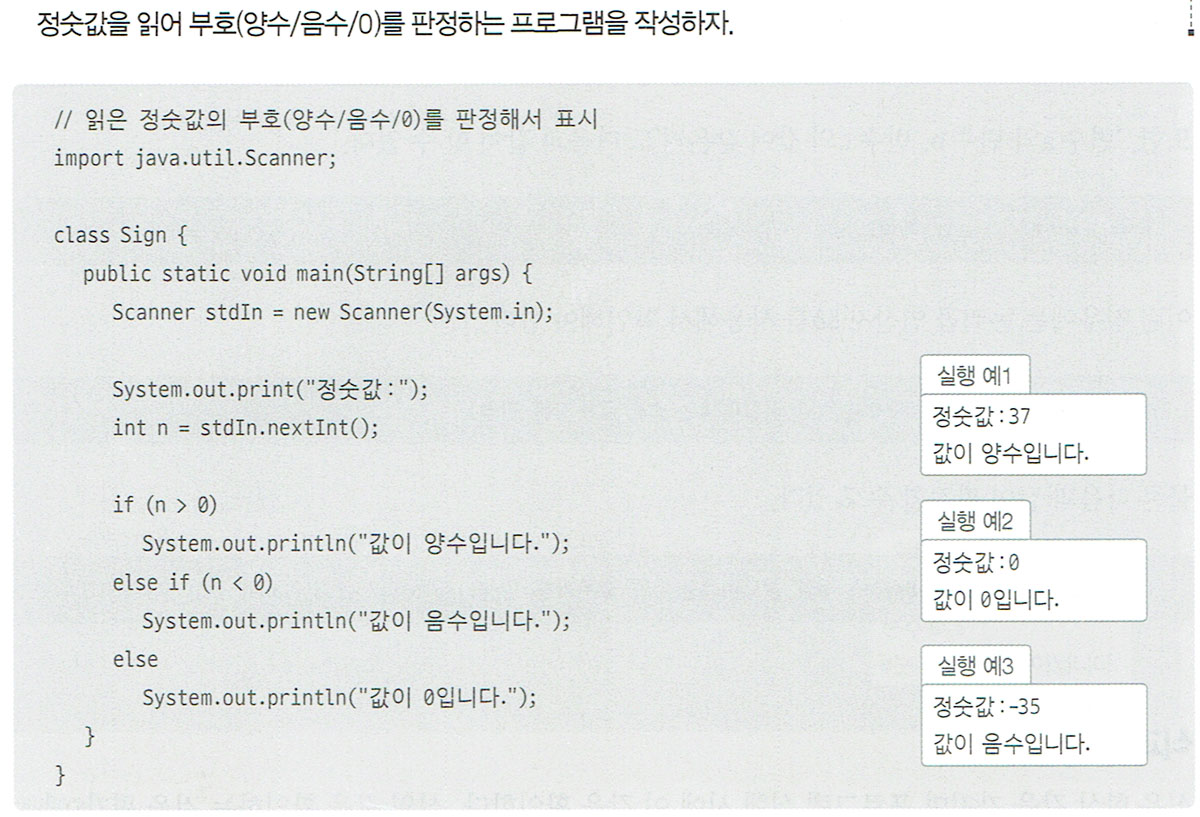 정숫값을 읽어 부호(양수/음수/0)를 판정하는 프로그램을 작성하자.
// 읽은 정숫값의 부호(양수/음수/0)를 판정해서 표시
import java.util.Scanner;
class Sign {
public static void main(String[] args) {
Scanner stdIn = new Scanner(System.in);
System.out.print("정숫값:");
int n = stdIn.nextInt();
if (n > 0)
System.out.println("값이 양수입니다.");
else if (n < 0)
System.out.println("값이 음수입니다.");
else
System.out.println("값이 0입니다.");
}
}
실행 예1
정숫값:37
값이 양수입니다.
실행 예2
정숫값:0
값이 0입니다.
실행 예3
정숫값:-35
값이 음수입니다.